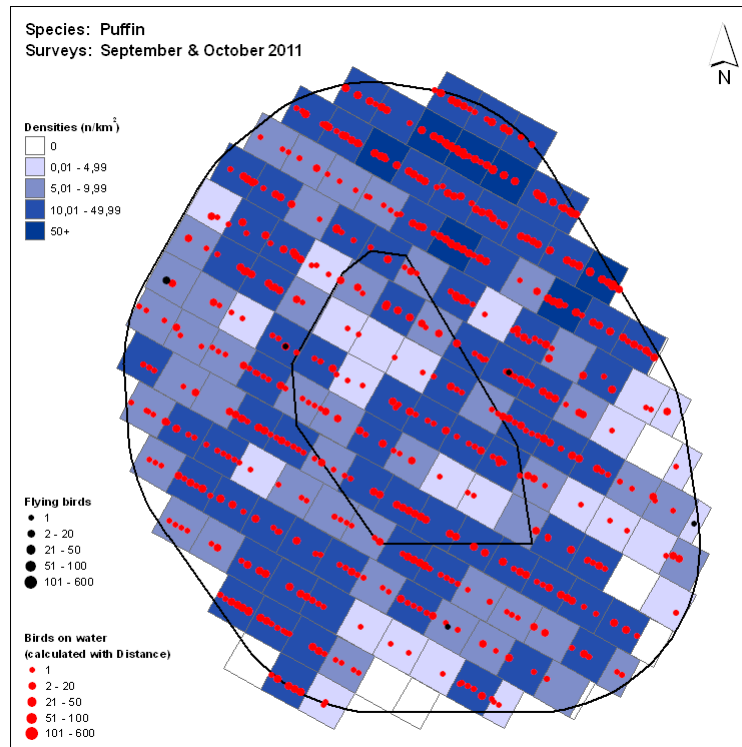 Species: Puffin
Surveys: September & October 2011
N
Densities (n/km²)
0
0,01 - 4,99
5,01 - 9,99
10,01 - 49,99
50+
Flying birds
1
2 - 20
21 - 50
51 - 100
101 - 600
Birds on water
(calculated with Distance)
1
2 - 20
21 - 50
51 - 100
101 - 600